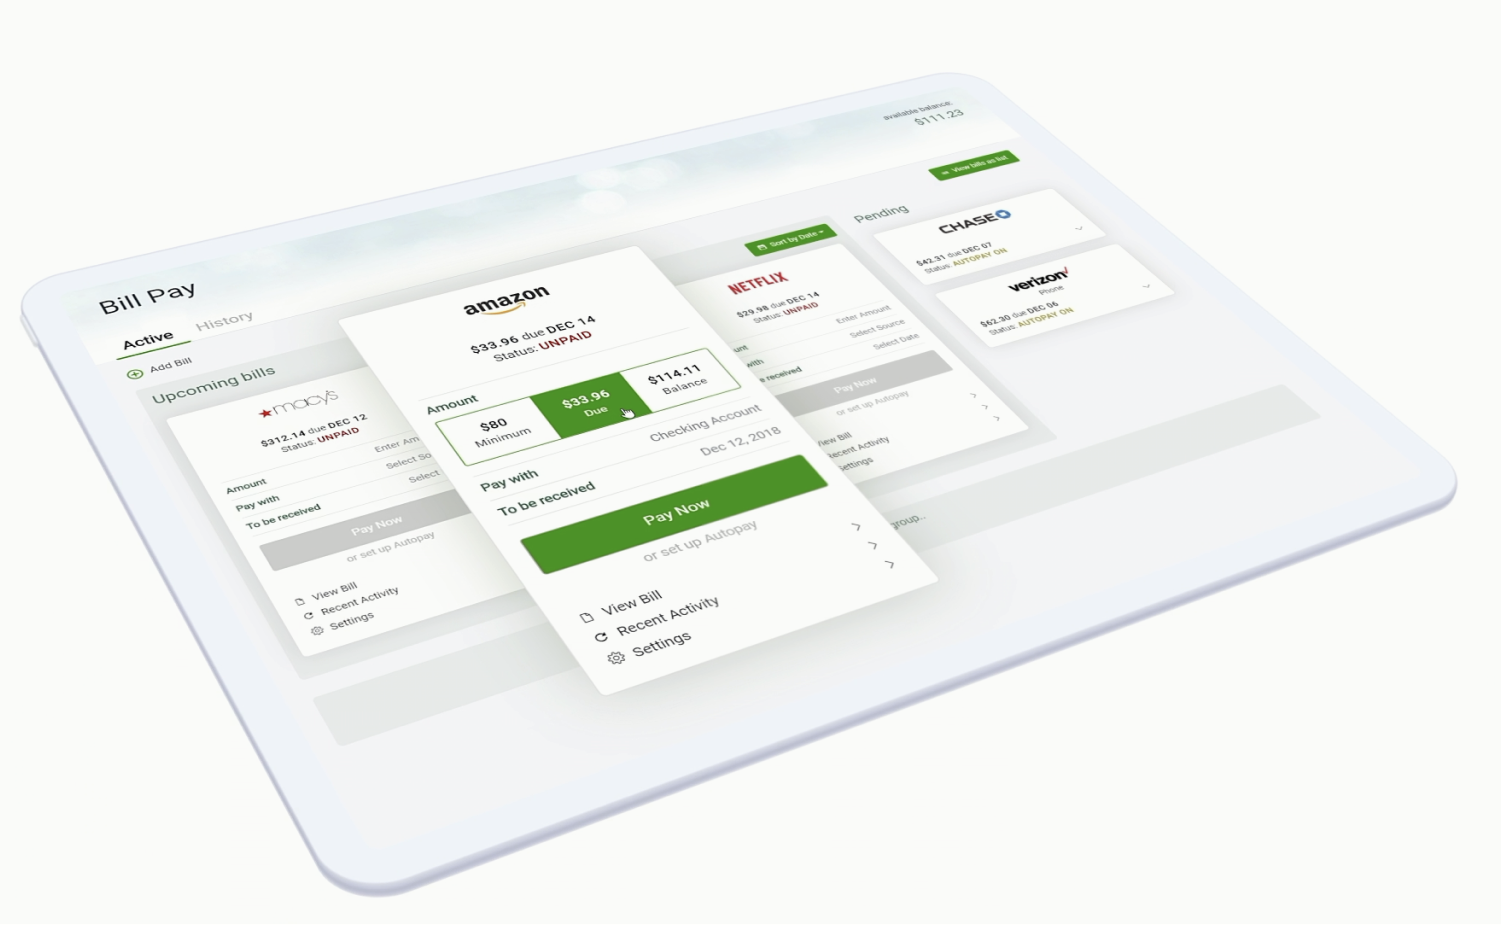 available balance:
$111.23
Bill Pay
Active
History
View bills as list
Add Bill
Upcoming bills
Sort by Date
Pending
macy's
$312.14 due DEC 12
Status: UNPAID
Amount
Enter Am
Pay with
Select So
To be received
Select
Pay Now
or set up Autopay
View Bill
Recent Activity
Settings
amazon
$33.96 due DEC 14
Status: UNPAID
Amount
$80
Minimum
$33.96
Due
$114.11
Balance
Pay with
Checking Account
To be received
Dec 12, 2018
Pay Now
or set up Autopay
View Bill
Recent Activity
Settings
NETFLIX
$29.98 due DEC 14
Status: UNPAID
unt
Enter Amount
with
Select Source
e received
Select Date
Pay Now
or set up Autopay
View Bill
Recent Activity
Settings
CHASE
$42.31 due DEC 07
Status: AUTOPAY ON
verizon
Phone
$62.30 due DEC 06
Status: AUTOPAY ON
group..